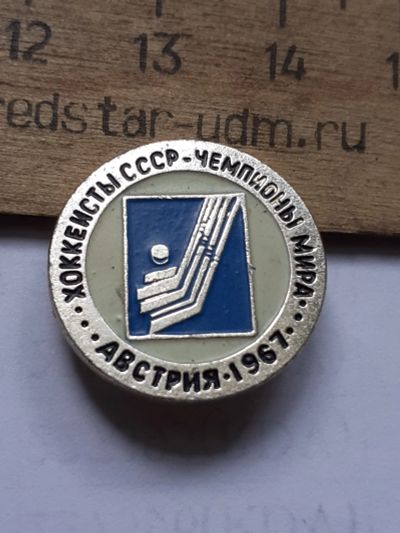 12 13 14
redstar-udm.ru
ХОККЕИСТЫ СССР-ЧЕМПИОНЫ МИРА
АВСТРИЯ·1967